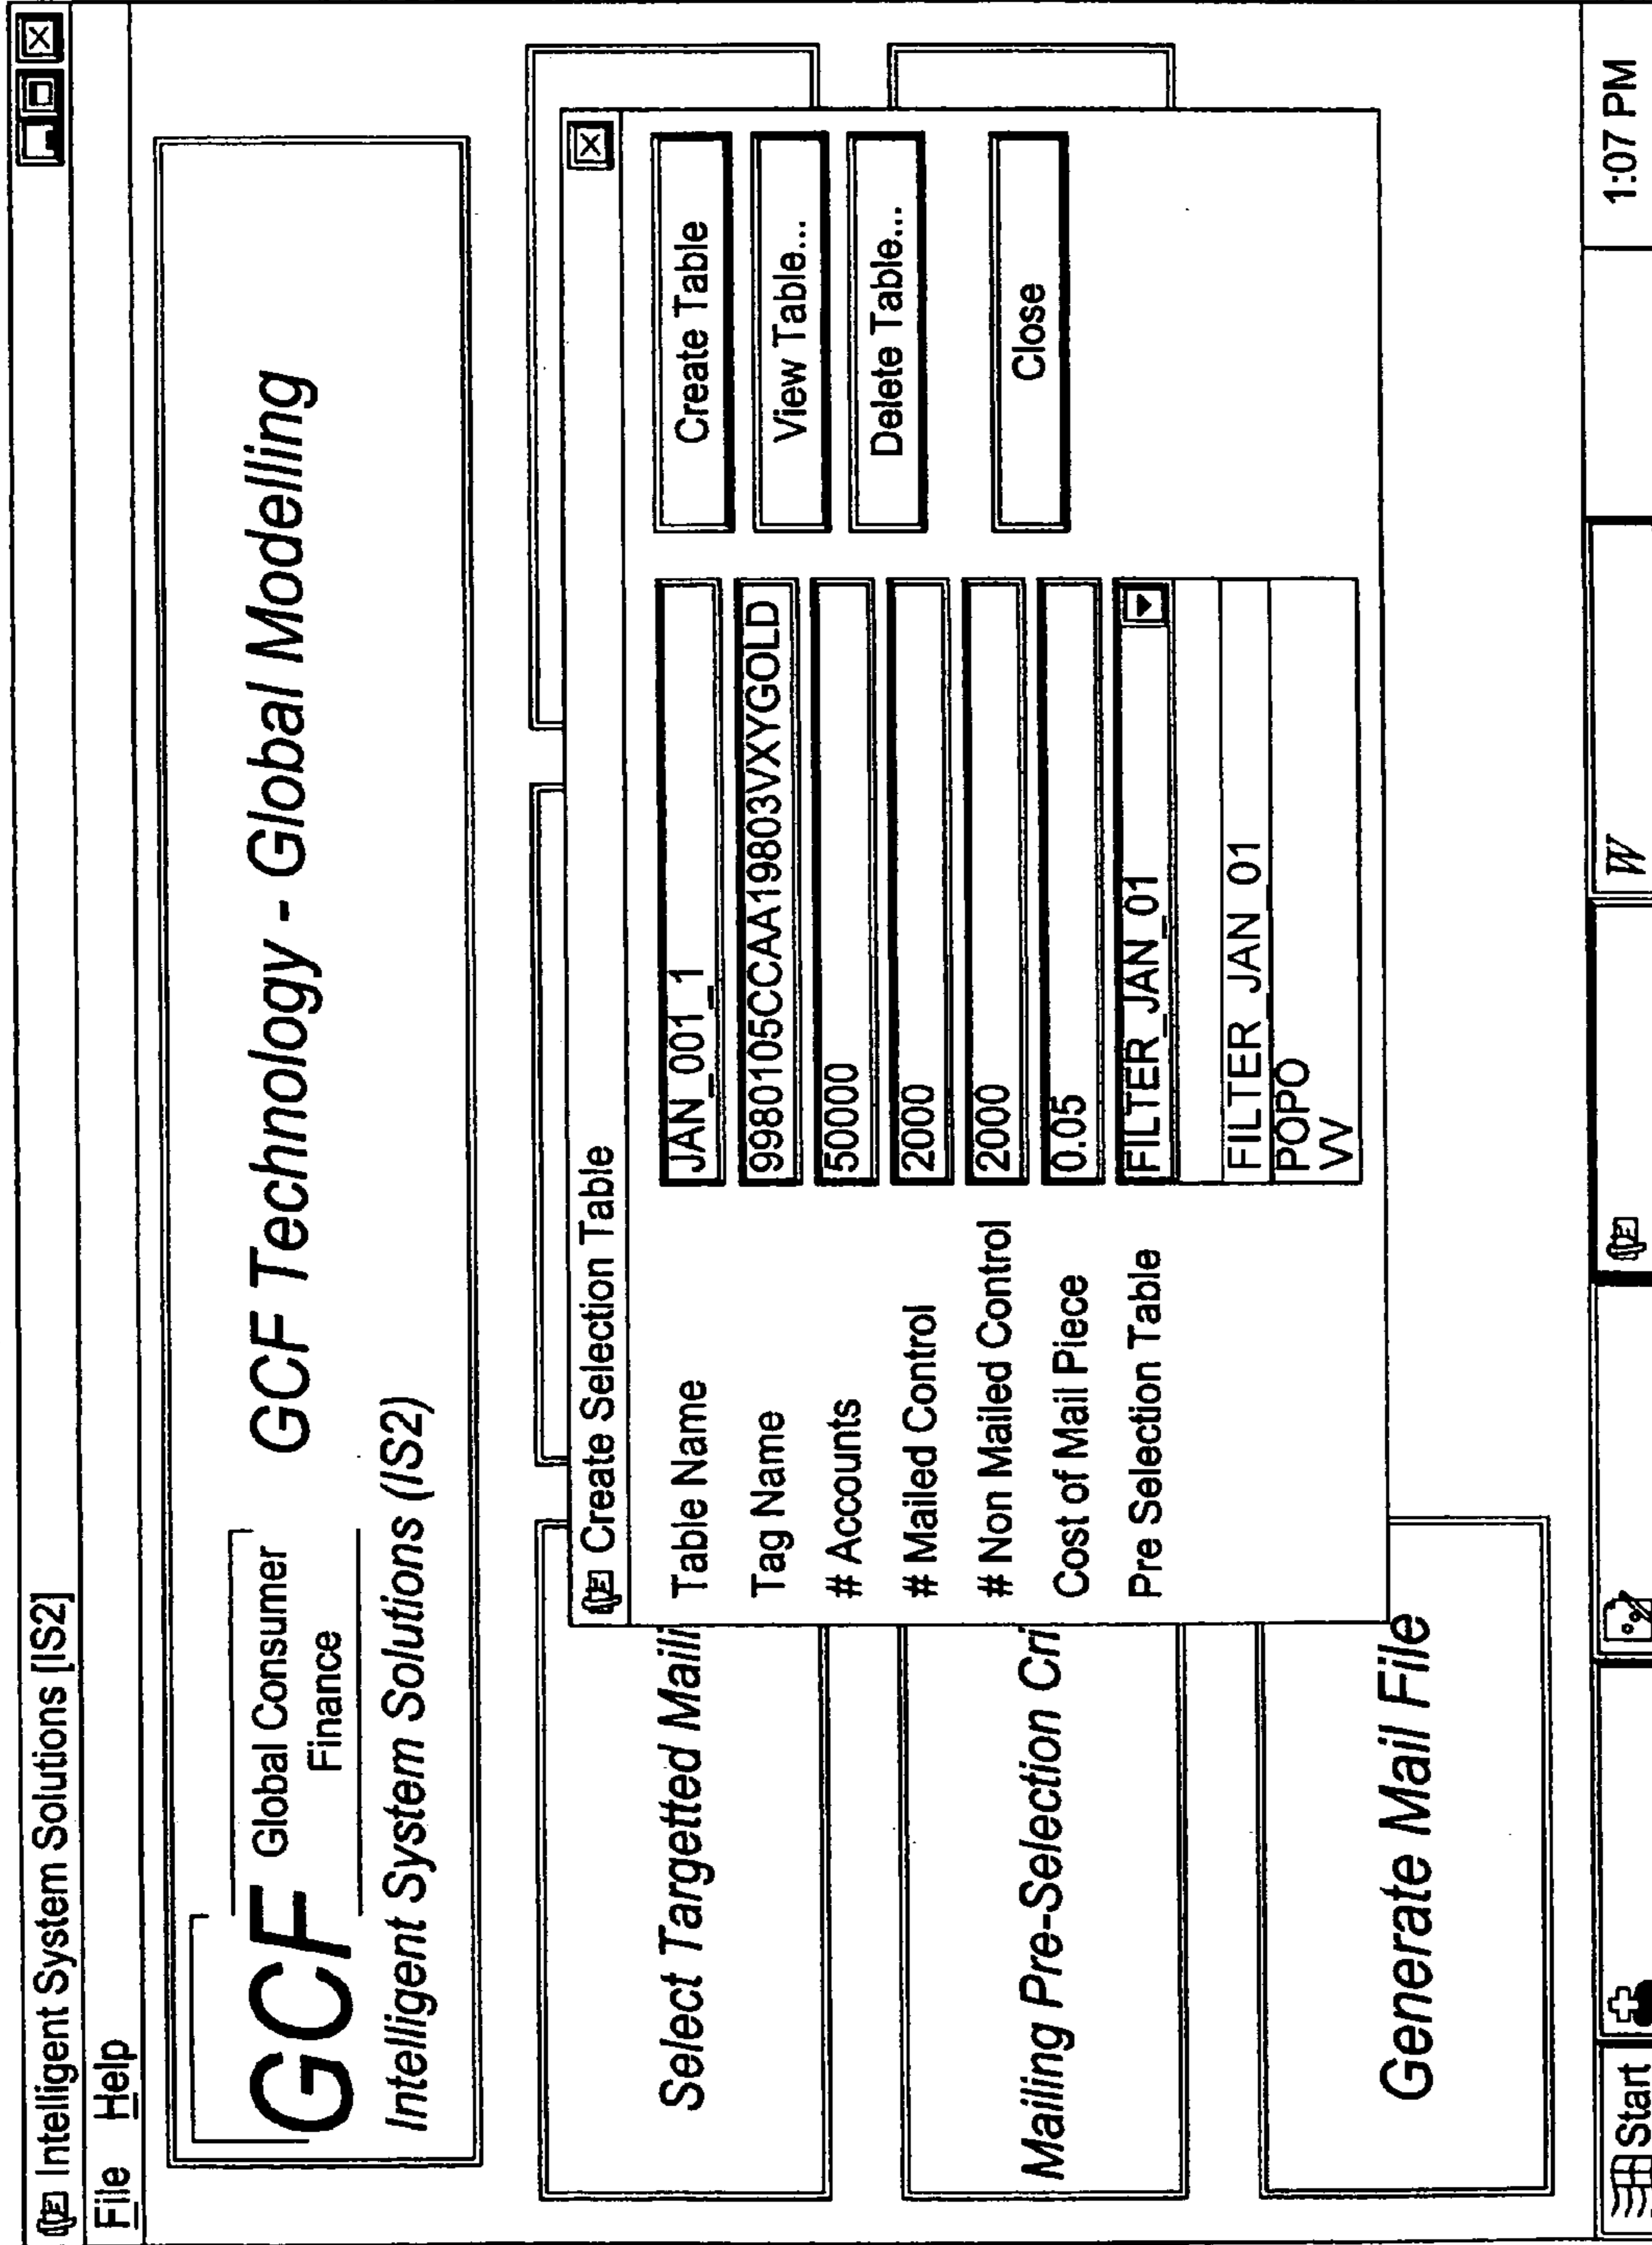 Intelligent System Solutions [IS2]
File Help
GCF Global Consumer Finance
GCF Technology - Global Modelling
Intelligent System Solutions (IS2)
Select Targetted Maili
Mailing Pre-Selection Cri
Generate Mail File
Create Selection Table
Table Name JAN_001_1
Tag Name 9980105CCAA19803VXYGOLD
# Accounts 50000
# Mailed Control 2000
# Non Mailed Control 2000
Cost of Mail Piece 0.05
Pre Selection Table FILTER_JAN_01
FILTER_JAN_01
POPO
VV
Create Table
View Table...
Delete Table...
Close
Start W 1:07 PM